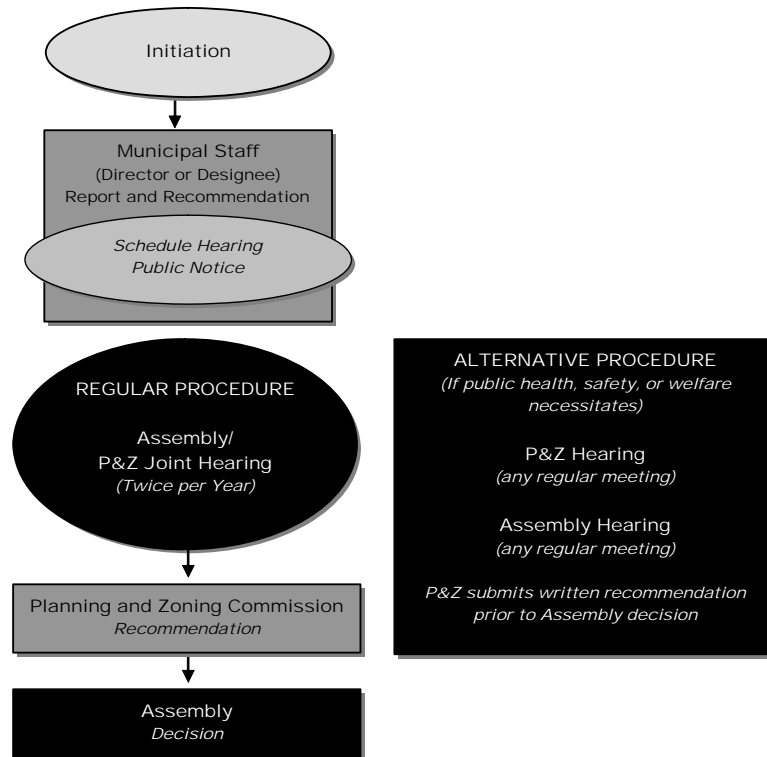 Initiation
Municipal Staff
(Director or Designee)
Report and Recommendation
Schedule Hearing
Public Notice
REGULAR PROCEDURE
Assembly/
P&Z Joint Hearing
(Twice per Year)
Planning and Zoning Commission
Recommendation
Assembly
Decision
ALTERNATIVE PROCEDURE
(If public health, safety, or welfare
necessitates)
P&Z Hearing
(any regular meeting)
Assembly Hearing
(any regular meeting)
P&Z submits written recommendation
prior to Assembly decision